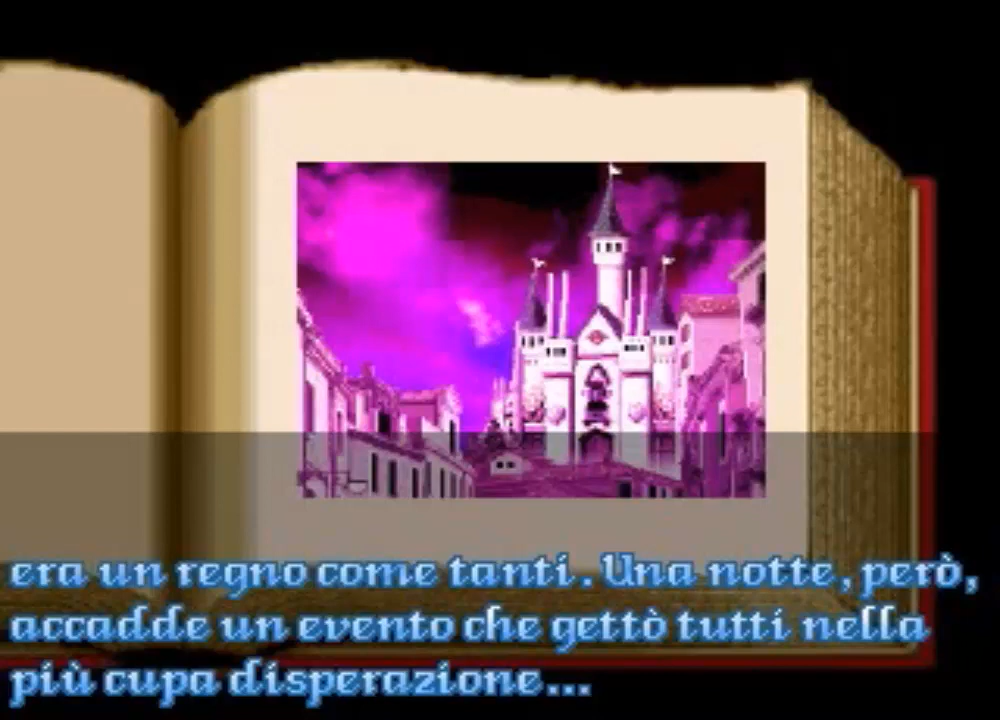 era un regno come tanti. Una notte, però,
accadde un evento che gettò tutti nella
più cupa disperazione...